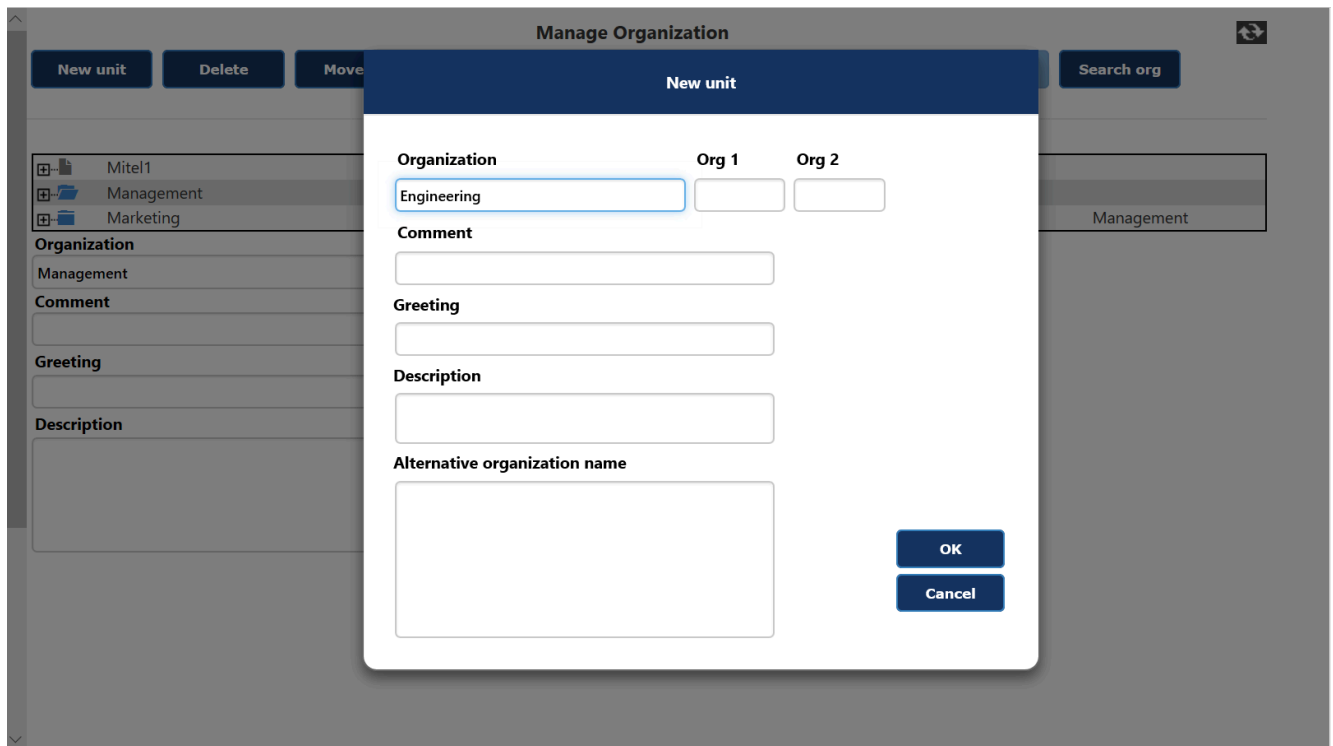 Manage Organization
New unit Delete Move Search org
New unit
Mitel1
Management
Marketing Management
Organization
Management
Comment
Greeting
Description
Organization Org 1 Org 2
Engineering
Comment
Greeting
Description
Alternative organization name
OK
Cancel